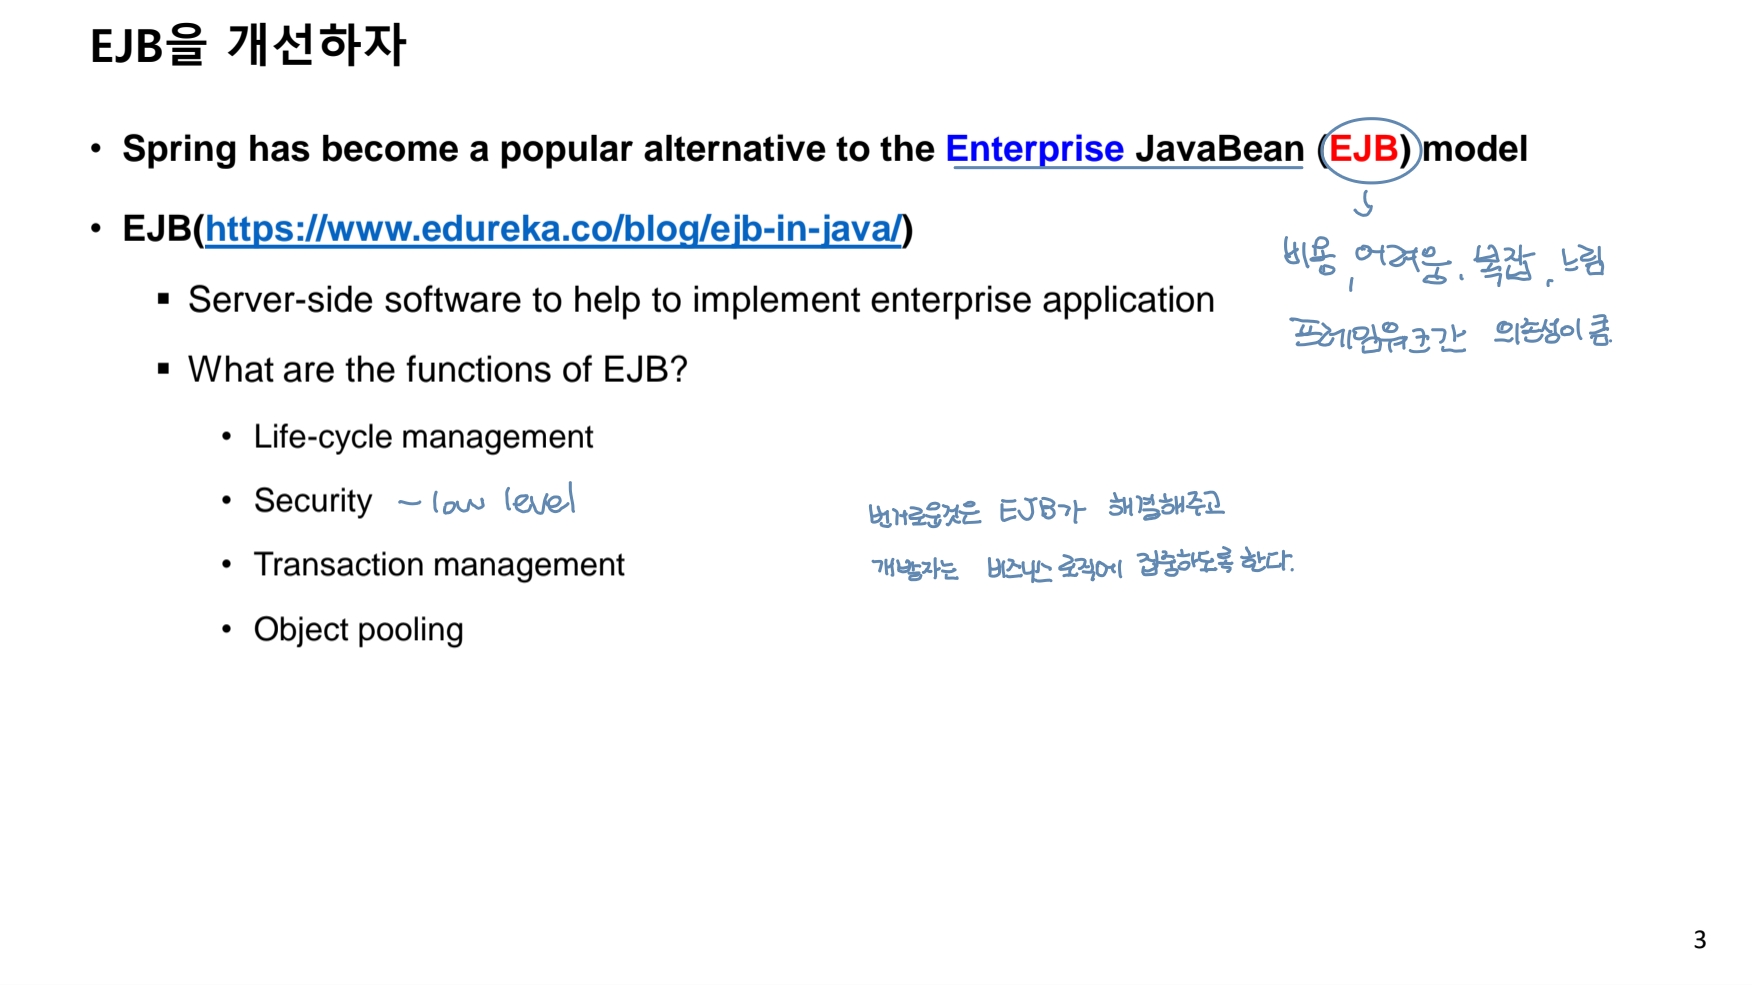 EJB을 개선하자
• Spring has become a popular alternative to the Enterprise JavaBean (EJB) model
• EJB(https://www.edureka.co/blog/ejb-in-java/)
비용, 어려움, 복잡, 느림
▪ Server-side software to help to implement enterprise application
프레임워크간 의존성이 큼.
▪ What are the functions of EJB?
• Life-cycle management
• Security – low level
번거로운것은 EJB가 해결해주고
• Transaction management
개발자는 비즈니스 로직에 집중하도록 한다.
• Object pooling
3